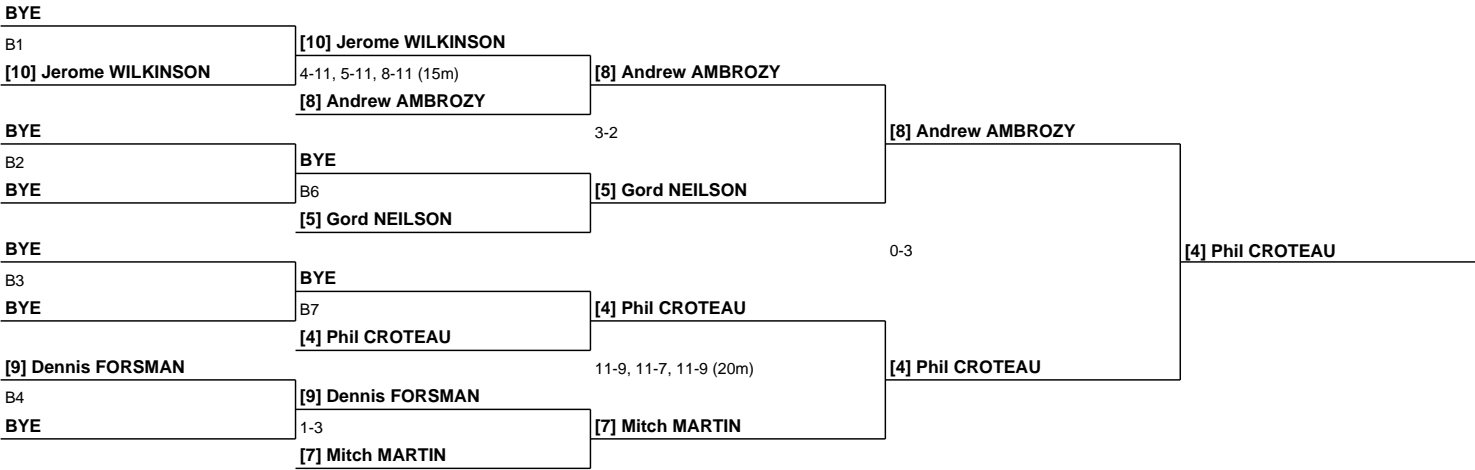 BYE
B1
[10] Jerome WILKINSON
[10] Jerome WILKINSON
4-11, 5-11, 8-11 (15m)
[8] Andrew AMBROZY
[8] Andrew AMBROZY
BYE
B2
BYE
BYE
B6
[5] Gord NEILSON
3-2
[5] Gord NEILSON
[8] Andrew AMBROZY
BYE
B3
BYE
BYE
B7
[4] Phil CROTEAU
[4] Phil CROTEAU
[9] Dennis FORSMAN
B4
BYE
[9] Dennis FORSMAN
1-3
[7] Mitch MARTIN
11-9, 11-7, 11-9 (20m)
[7] Mitch MARTIN
[4] Phil CROTEAU
0-3
[4] Phil CROTEAU